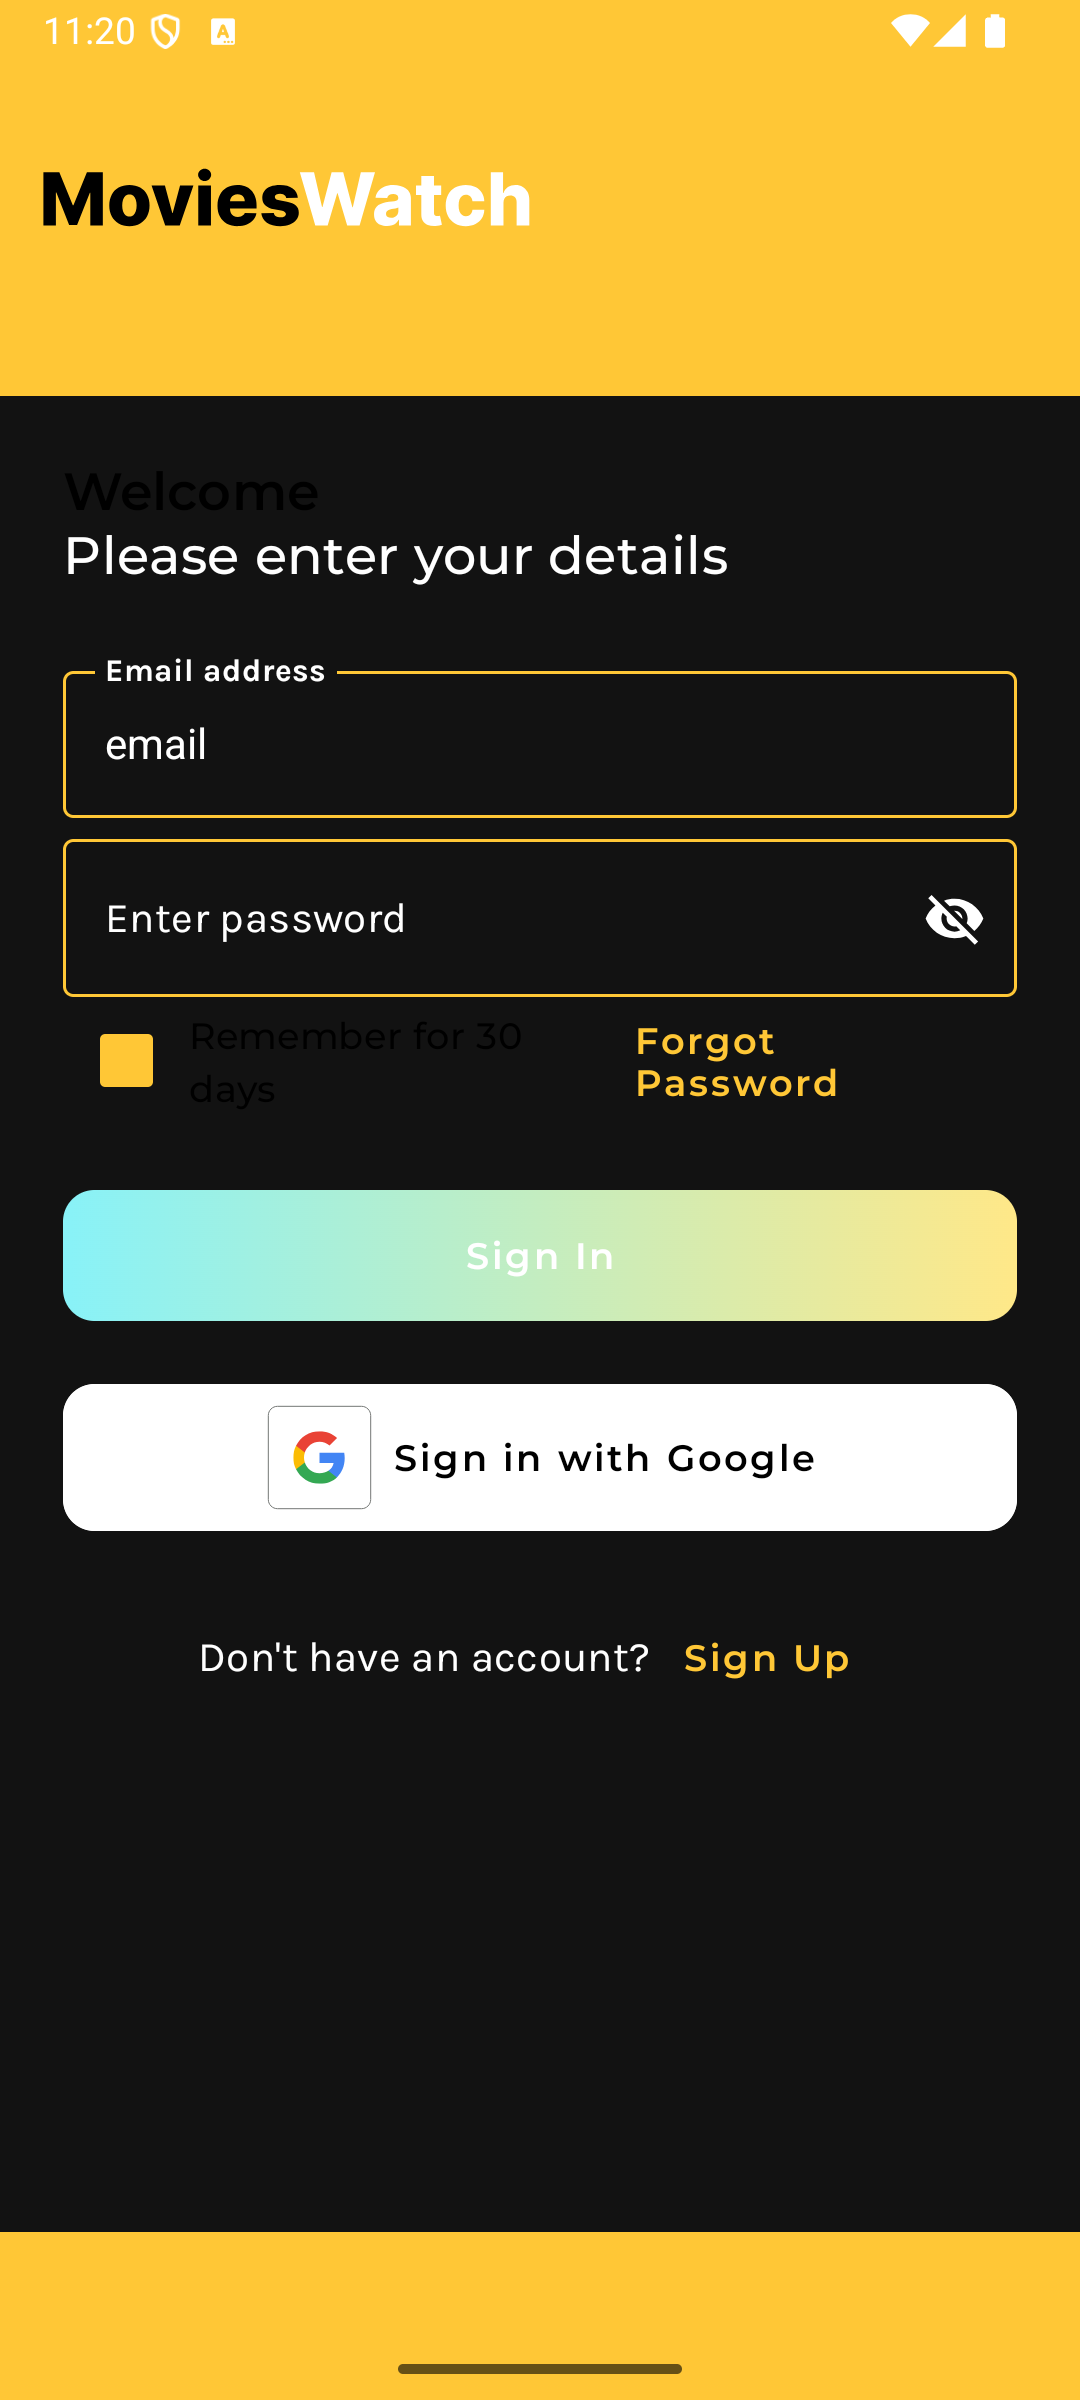 11:20
MoviesWatch
Welcome
Please enter your details
Email address
email
Enter password
Remember for 30
days
Forgot
Password
Sign In
Sign in with Google
Don't have an account? Sign Up